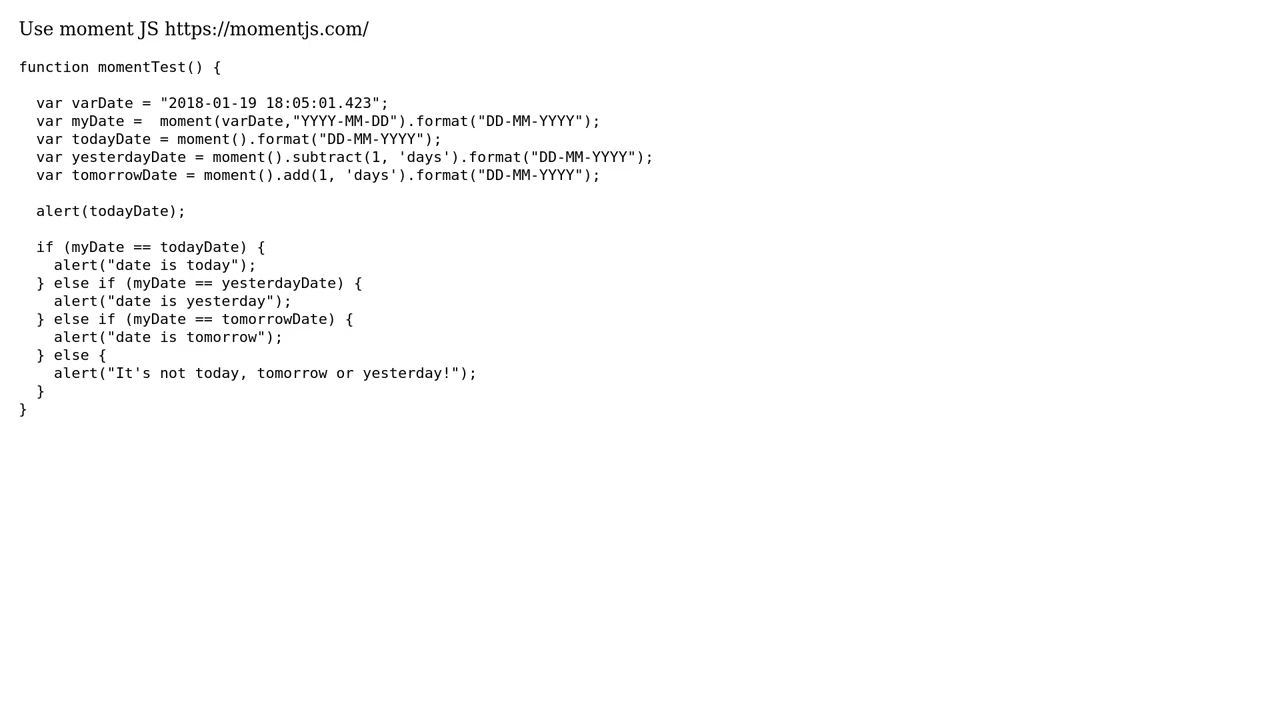 Use moment JS https://momentjs.com/
function momentTest() {

  var varDate = "2018-01-19 18:05:01.423";
  var myDate =  moment(varDate,"YYYY-MM-DD").format("DD-MM-YYYY");
  var todayDate = moment().format("DD-MM-YYYY");
  var yesterdayDate = moment().subtract(1, 'days').format("DD-MM-YYYY");
  var tomorrowDate = moment().add(1, 'days').format("DD-MM-YYYY");

  alert(todayDate);

  if (myDate == todayDate) {
    alert("date is today");
  } else if (myDate == yesterdayDate) {
    alert("date is yesterday");
  } else if (myDate == tomorrowDate) {
    alert("date is tomorrow");
  } else {
    alert("It's not today, tomorrow or yesterday!");
  }
}